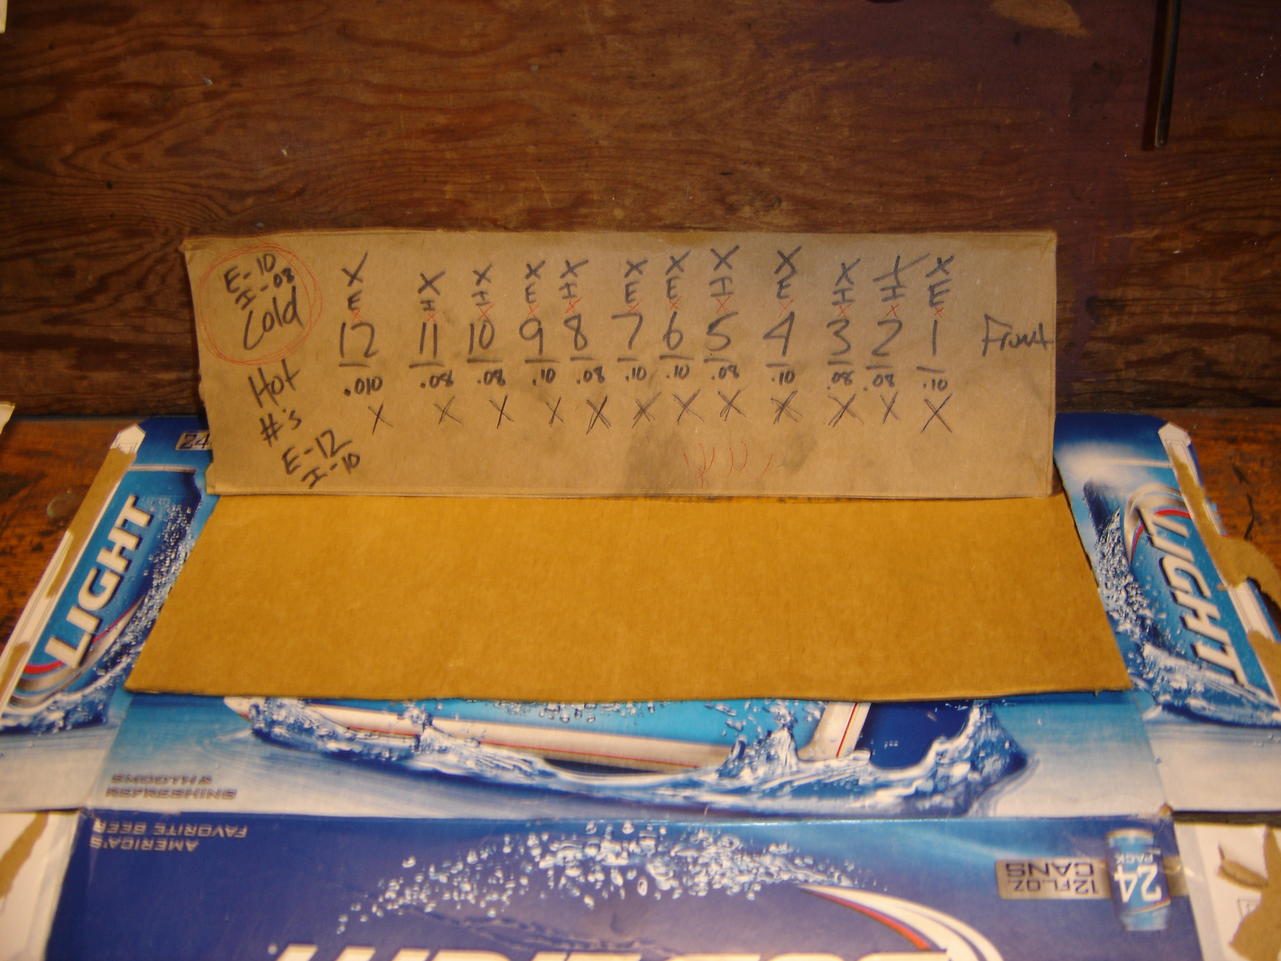 E-10
I-.08
Cold
Hot
#'s
E-12
I-10
X X X X X X X X X X X X
E I I E I E E I E I I E
12 11 10 9 8 7 6 5 4 3 2 1 Front
.010 .08 .08 .10 .08 .10 .10 .08 .10 .08 .08 .10
X X X X X X X X X X X X
24
LIGHT
LIGHT
SMOOTH &
REFRESHING
AMERICA'S
FAVORITE BEER
12 FL. OZ.
CANS
24
PACK